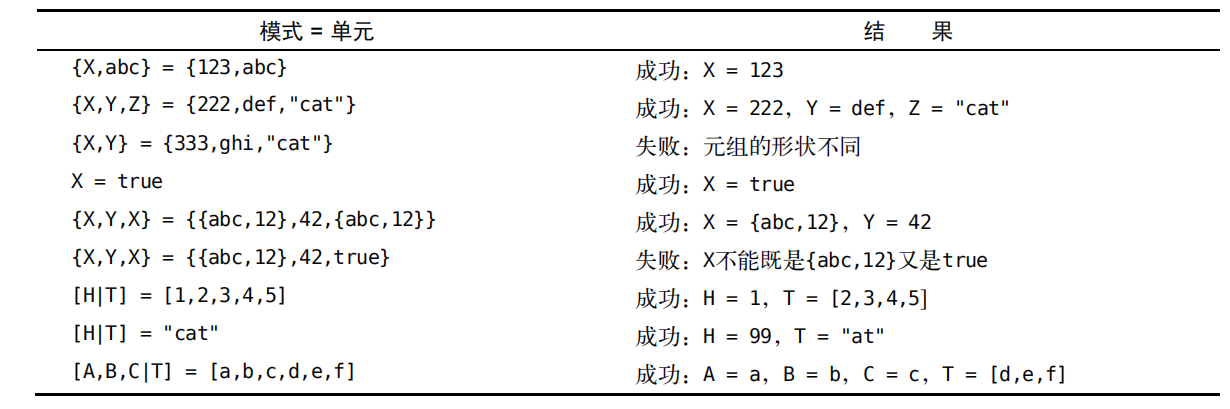 模式 = 单元 结 果
{X,abc} = {123,abc} 成功：X = 123
{X,Y,Z} = {222,def,"cat"} 成功：X = 222，Y = def，Z = "cat"
{X,Y} = {333,ghi,"cat"} 失败：元组的形状不同
X = true 成功：X = true
{X,Y,X} = {{abc,12},42,{abc,12}} 成功：X = {abc,12}，Y = 42
{X,Y,X} = {{abc,12},42,true} 失败：X不能既是{abc,12}又是true
[H|T] = [1,2,3,4,5] 成功：H = 1，T = [2,3,4,5]
[H|T] = "cat" 成功：H = 99，T = "at"
[A,B,C|T] = [a,b,c,d,e,f] 成功：A = a，B = b，C = c，T = [d,e,f]